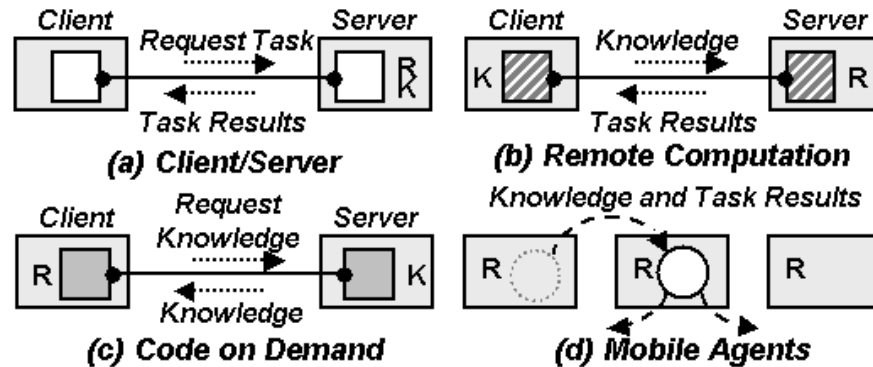 Client Server
Request Task
R
K
Task Results
(a) Client/Server
Client Server
Knowledge
K R
Task Results
(b) Remote Computation
Client Server
Request
Knowledge
R K
Knowledge
(c) Code on Demand
Knowledge and Task Results
R R R
(d) Mobile Agents